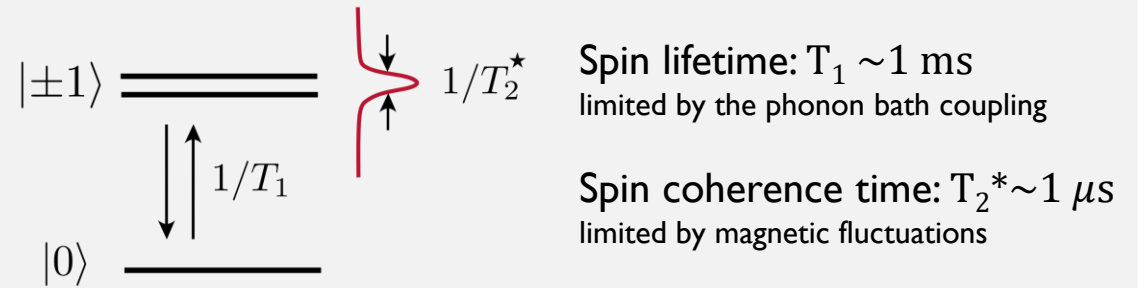 |±1⟩
1/T₂*
1/T₁
|0⟩
Spin lifetime: T₁ ~1 ms
limited by the phonon bath coupling
Spin coherence time: T₂*~1 μs
limited by magnetic fluctuations